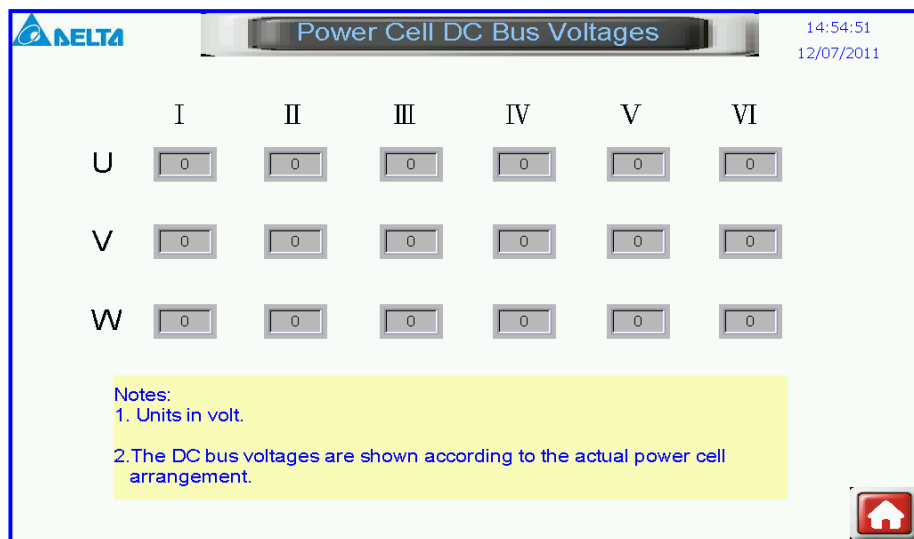 DELTA
Power Cell DC Bus Voltages
14:54:51
12/07/2011
I II III IV V VI
U 0 0 0 0 0 0
V 0 0 0 0 0 0
W 0 0 0 0 0 0
Notes:
1. Units in volt.
2.The DC bus voltages are shown according to the actual power cell
arrangement.